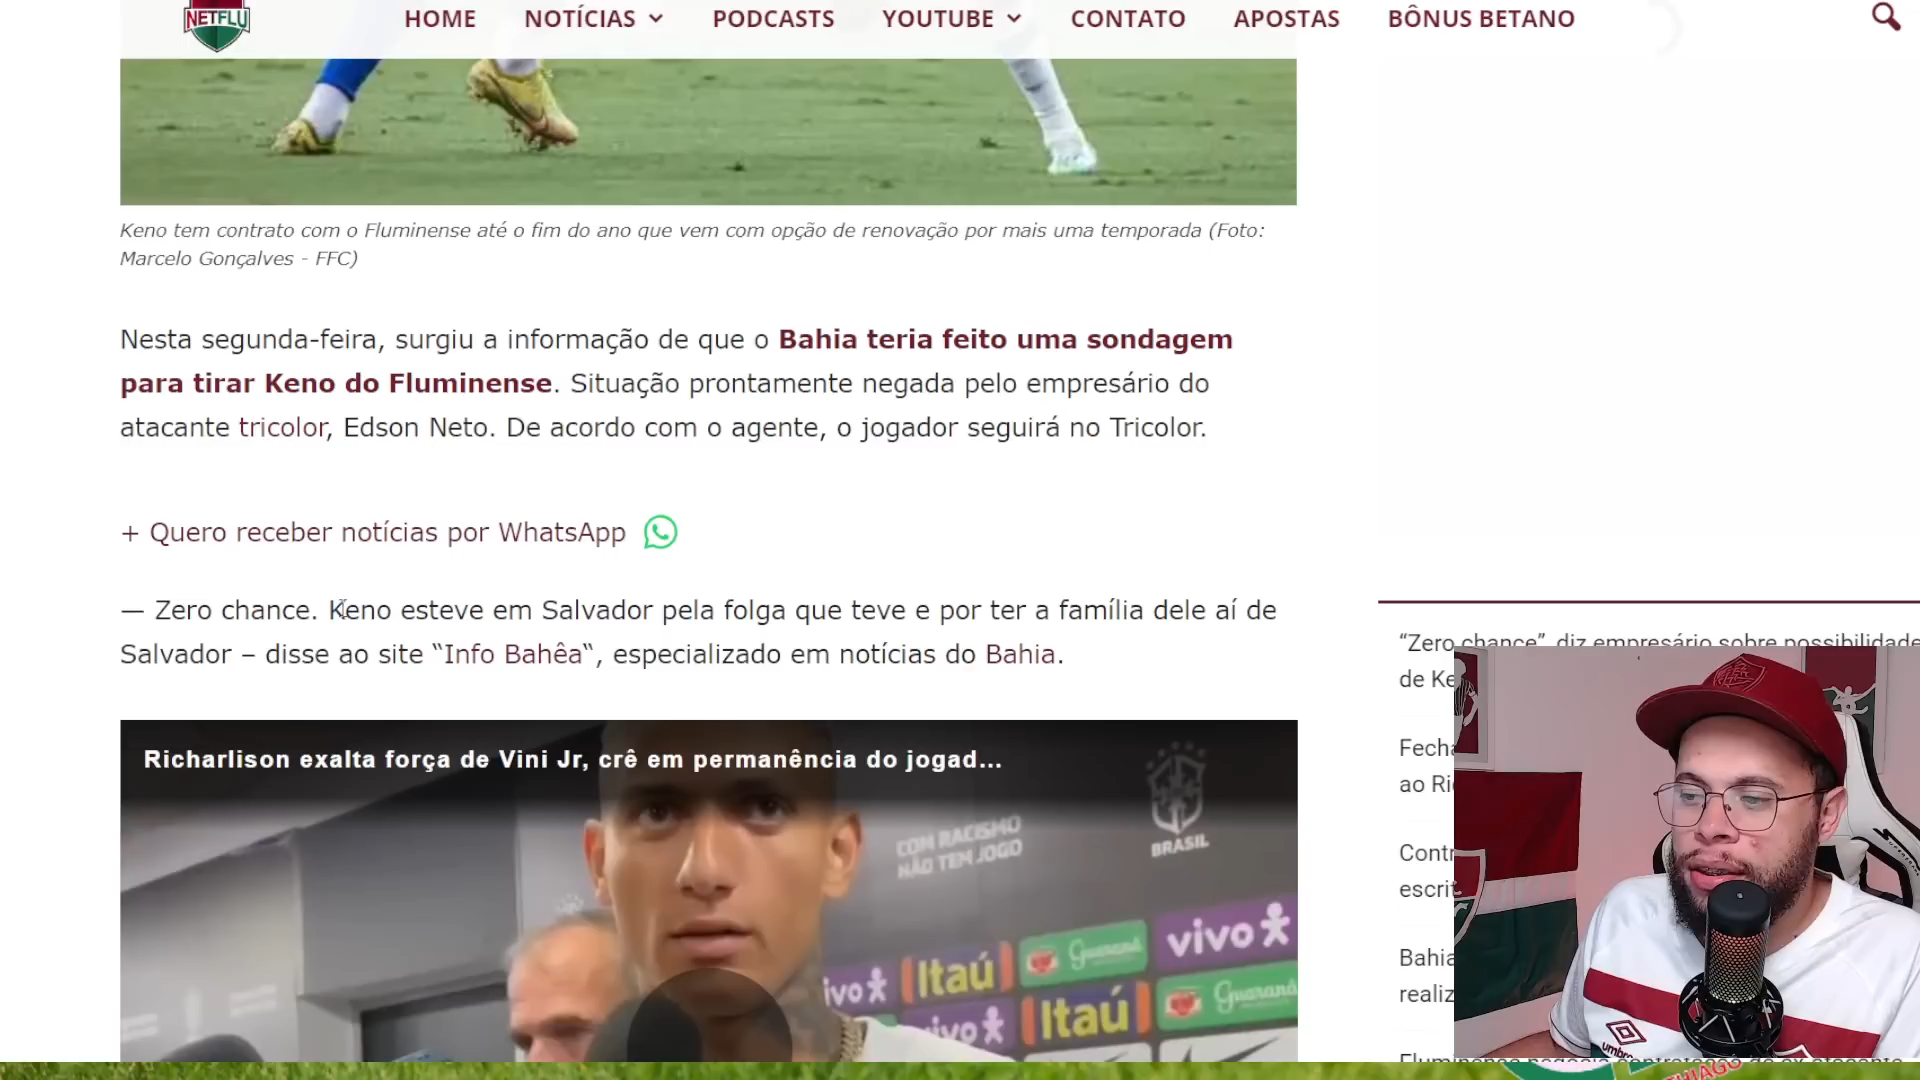 NETFLU
HOME NOTÍCIAS PODCASTS YOUTUBE CONTATO APOSTAS BÔNUS BETANO
Keno tem contrato com o Fluminense até o fim do ano que vem com opção de renovação por mais uma temporada (Foto:
Marcelo Gonçalves - FFC)
Nesta segunda-feira, surgiu a informação de que o Bahia teria feito uma sondagem
para tirar Keno do Fluminense. Situação prontamente negada pelo empresário do
atacante tricolor, Edson Neto. De acordo com o agente, o jogador seguirá no Tricolor.
+ Quero receber notícias por WhatsApp
— Zero chance. Keno esteve em Salvador pela folga que teve e por ter a família dele aí de
Salvador – disse ao site “Info Bahêa“, especializado em notícias do Bahia.
Richarlison exalta força de Vini Jr, crê em permanência do jogad...
COM RACISMO
NÃO TEM JOGO
BRASIL
vivo
Itaú
Guaraná
vivo
Itaú
Guaraná
vivo
“Zero chance”, diz empresário sobre possibilidade
de Ke
Fecha
ao Ri
Contr
escrit
Bahia
realiz
umbro
THIAGO